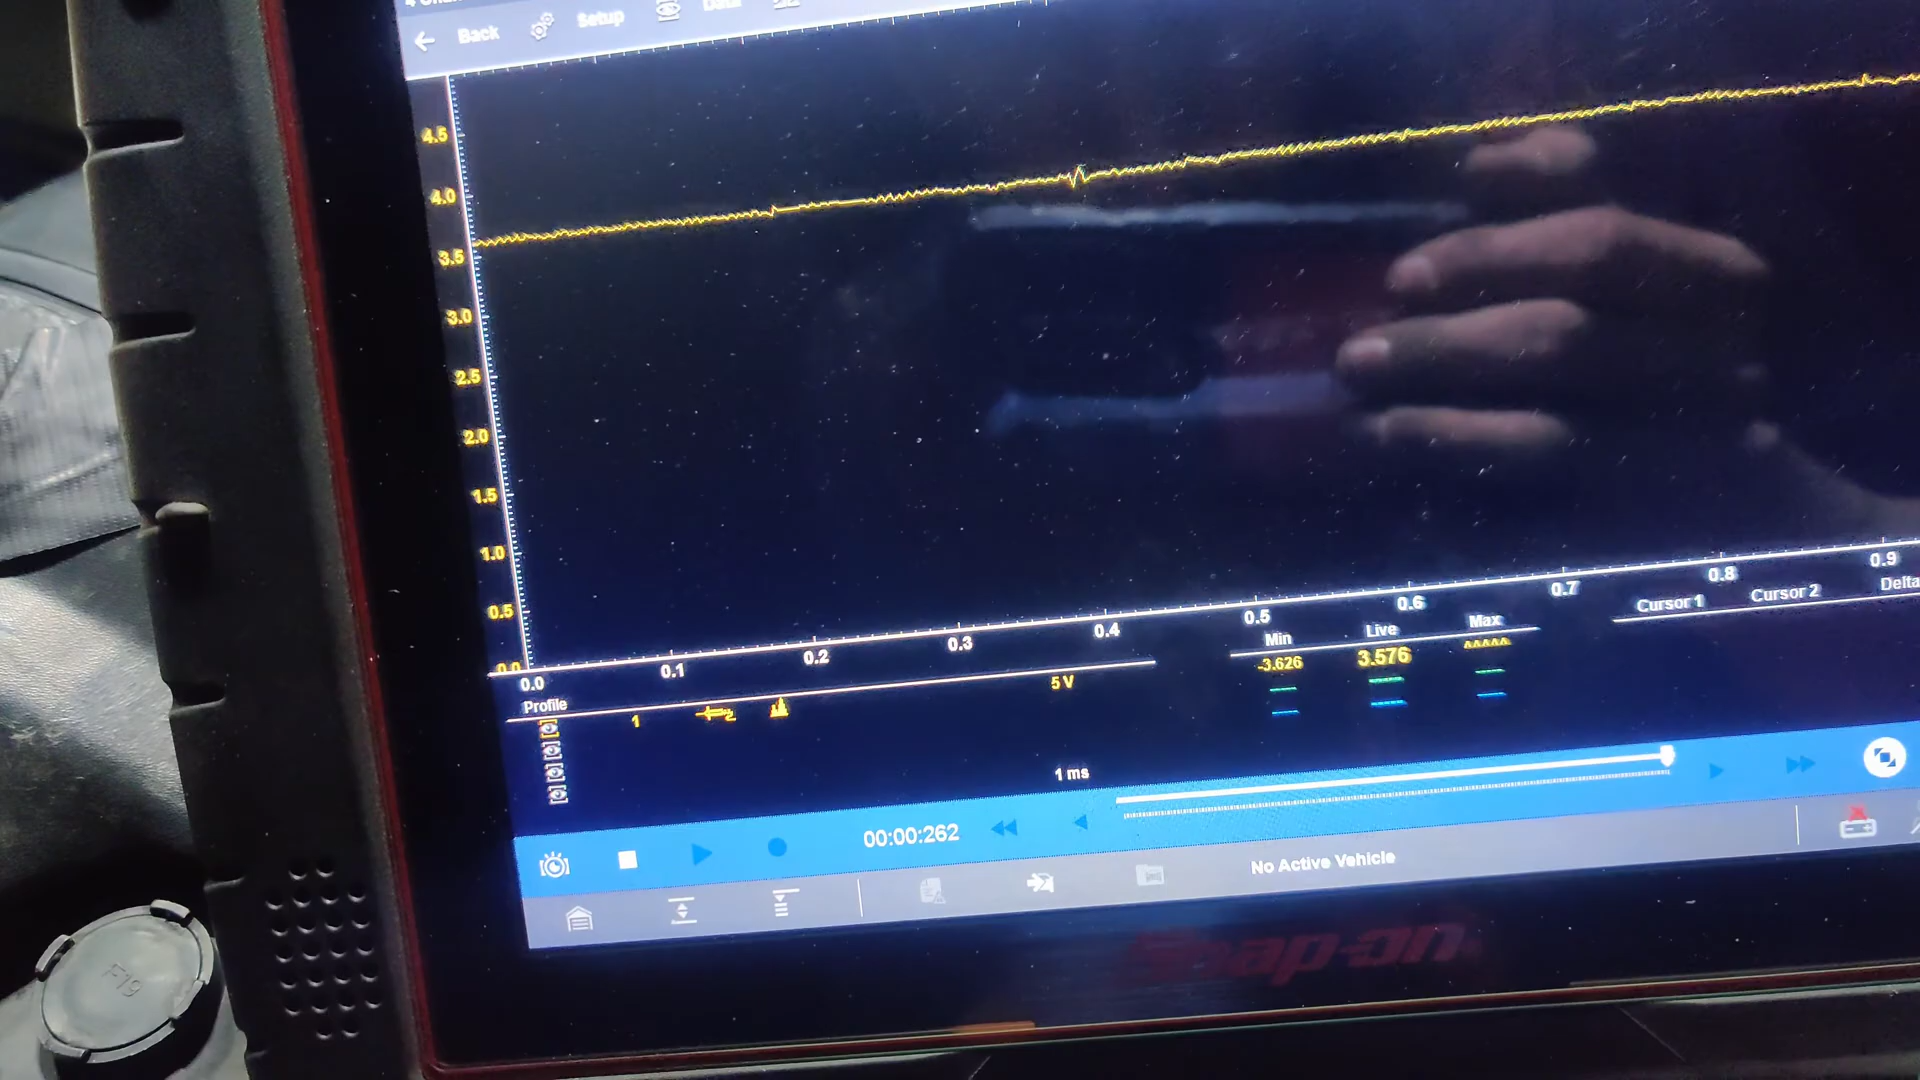 Back Setup Data
4.5
4.0
3.5
3.0
2.5
2.0
1.5
1.0
0.5
0.0
0.0 0.1 0.2 0.3 0.4 0.5 0.6 0.7 0.8 0.9
Profile 5 V Min Live Max Cursor 1 Cursor 2 Delta
1 2 -3.626 3.576 ^^^^^
1 ms
00:00:262
No Active Vehicle
Snap-on
F19